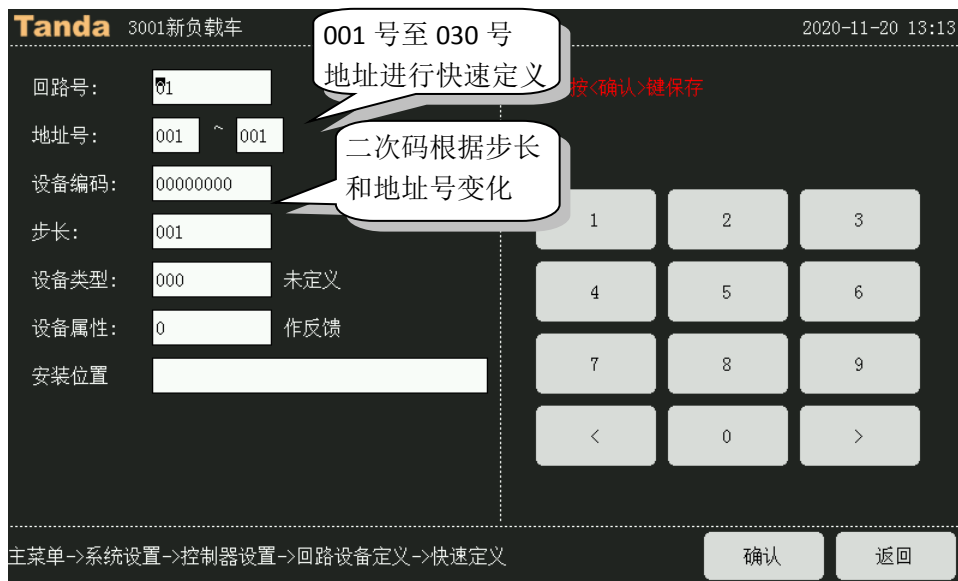 Tanda 3001新负载车 2020-11-20 13:13
001 号至 030 号
地址进行快速定义
按<确认>键保存
回路号: 01
地址号: 001 ~ 001
二次码根据步长
和地址号变化
设备编码: 00000000
步长: 001
设备类型: 000 未定义
设备属性: 0 作反馈
安装位置
1 2 3
4 5 6
7 8 9
< 0 >
主菜单->系统设置->控制器设置->回路设备定义->快速定义
确认 返回